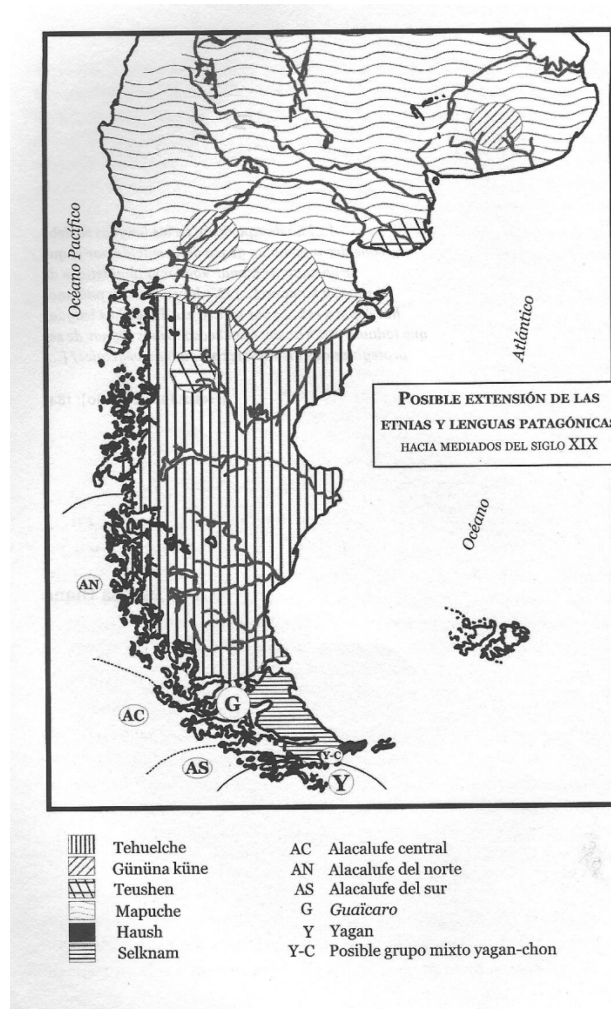 Océano Pacífico
Atlántico
POSIBLE EXTENSIÓN DE LAS
ETNIAS Y LENGUAS PATAGÓNICAS
HACIA MEDIADOS DEL SIGLO XIX
Océano
AN
G
AC
AS
Y-C
Y
Tehuelche
Gününa küne
Teushen
Mapuche
Haush
Selknam
AC Alacalufe central
AN Alacalufe del norte
AS Alacalufe del sur
G Guaïcaro
Y Yagan
Y-C Posible grupo mixto yagan-chon